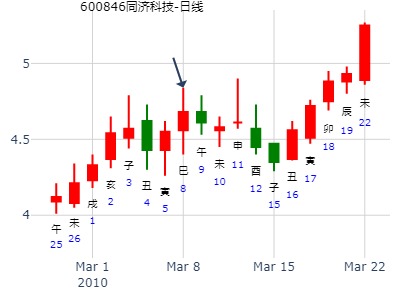 600846同济科技-日线
5
4.5
4
午 25
未 26
戌 1
亥 2
子 3
丑 4
寅 5
巳 8
午 9
未 10
申 11
酉 12
子 15
丑 16
寅 17
卯 18
辰 19
未 22
Mar 1
2010
Mar 8
Mar 15
Mar 22